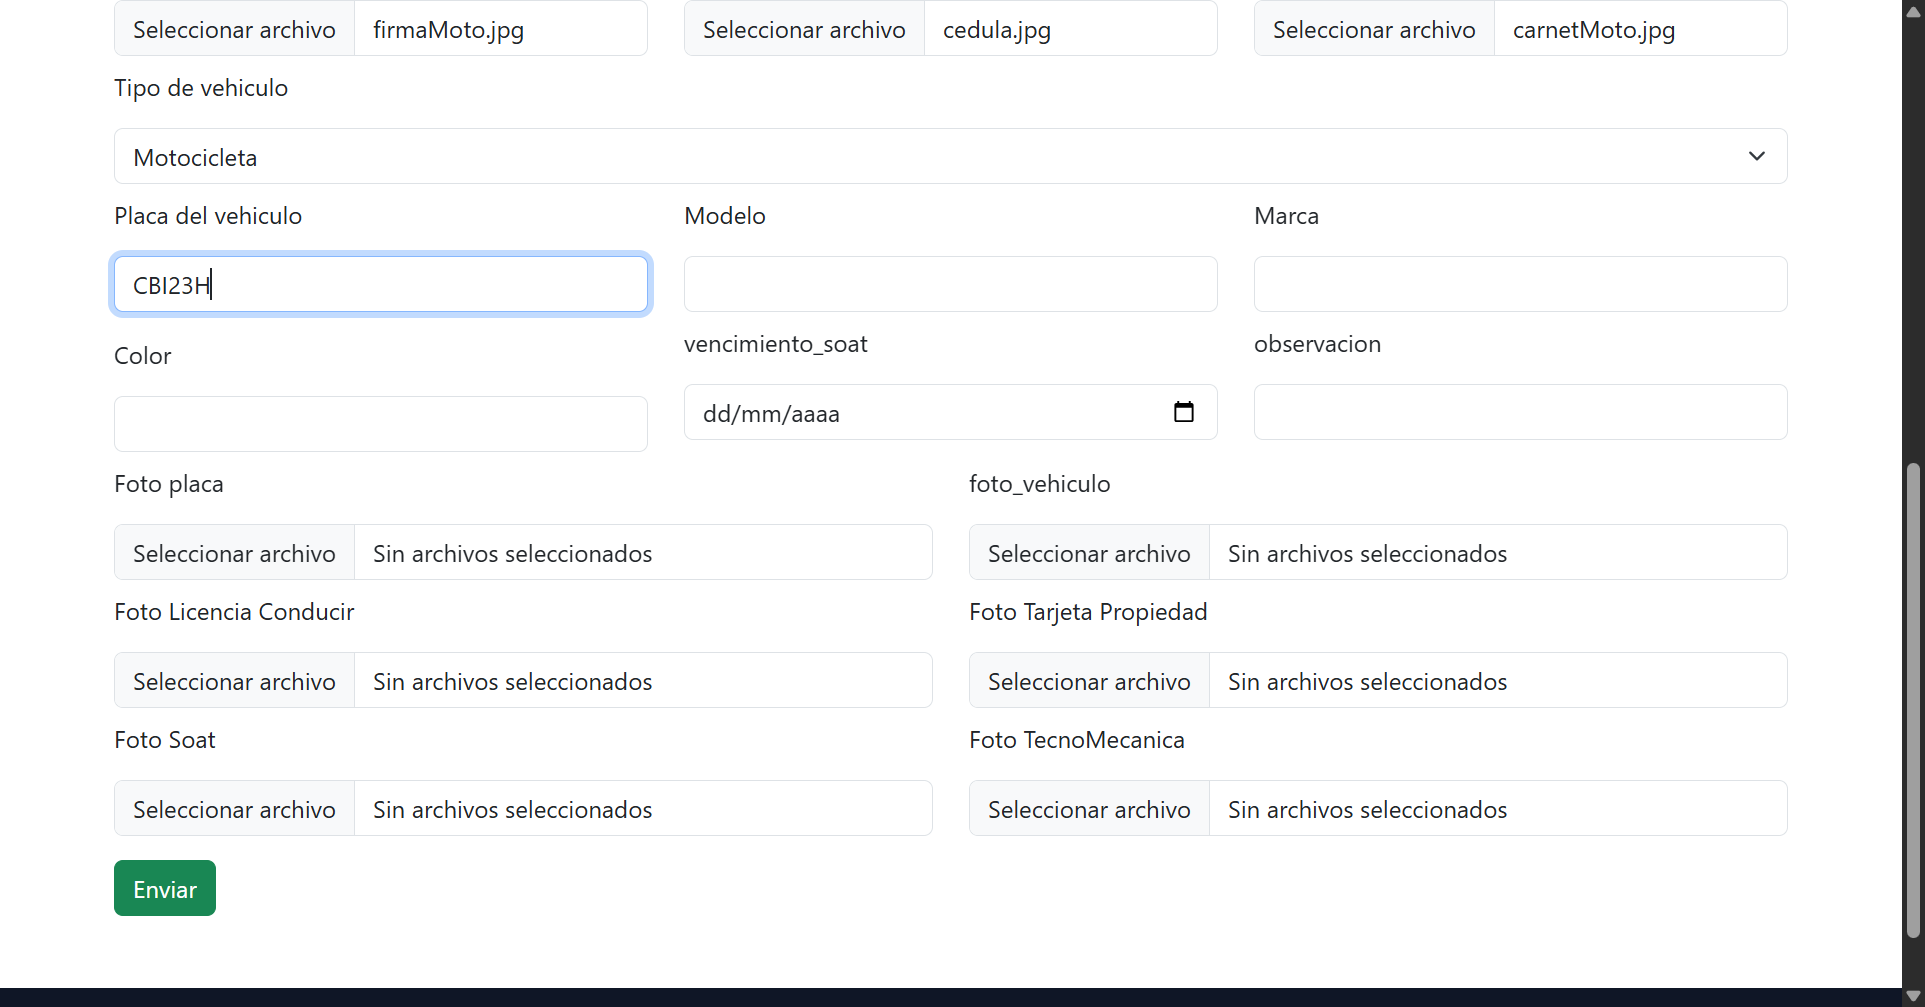 Seleccionar archivo firmaMoto.jpg Seleccionar archivo cedula.jpg Seleccionar archivo carnetMoto.jpg
Tipo de vehiculo
Motocicleta
Placa del vehiculo Modelo Marca
CBI23H
Color vencimiento_soat observacion
dd/mm/aaaa
Foto placa foto_vehiculo
Seleccionar archivo Sin archivos seleccionados Seleccionar archivo Sin archivos seleccionados
Foto Licencia Conducir Foto Tarjeta Propiedad
Seleccionar archivo Sin archivos seleccionados Seleccionar archivo Sin archivos seleccionados
Foto Soat Foto TecnoMecanica
Seleccionar archivo Sin archivos seleccionados Seleccionar archivo Sin archivos seleccionados
Enviar